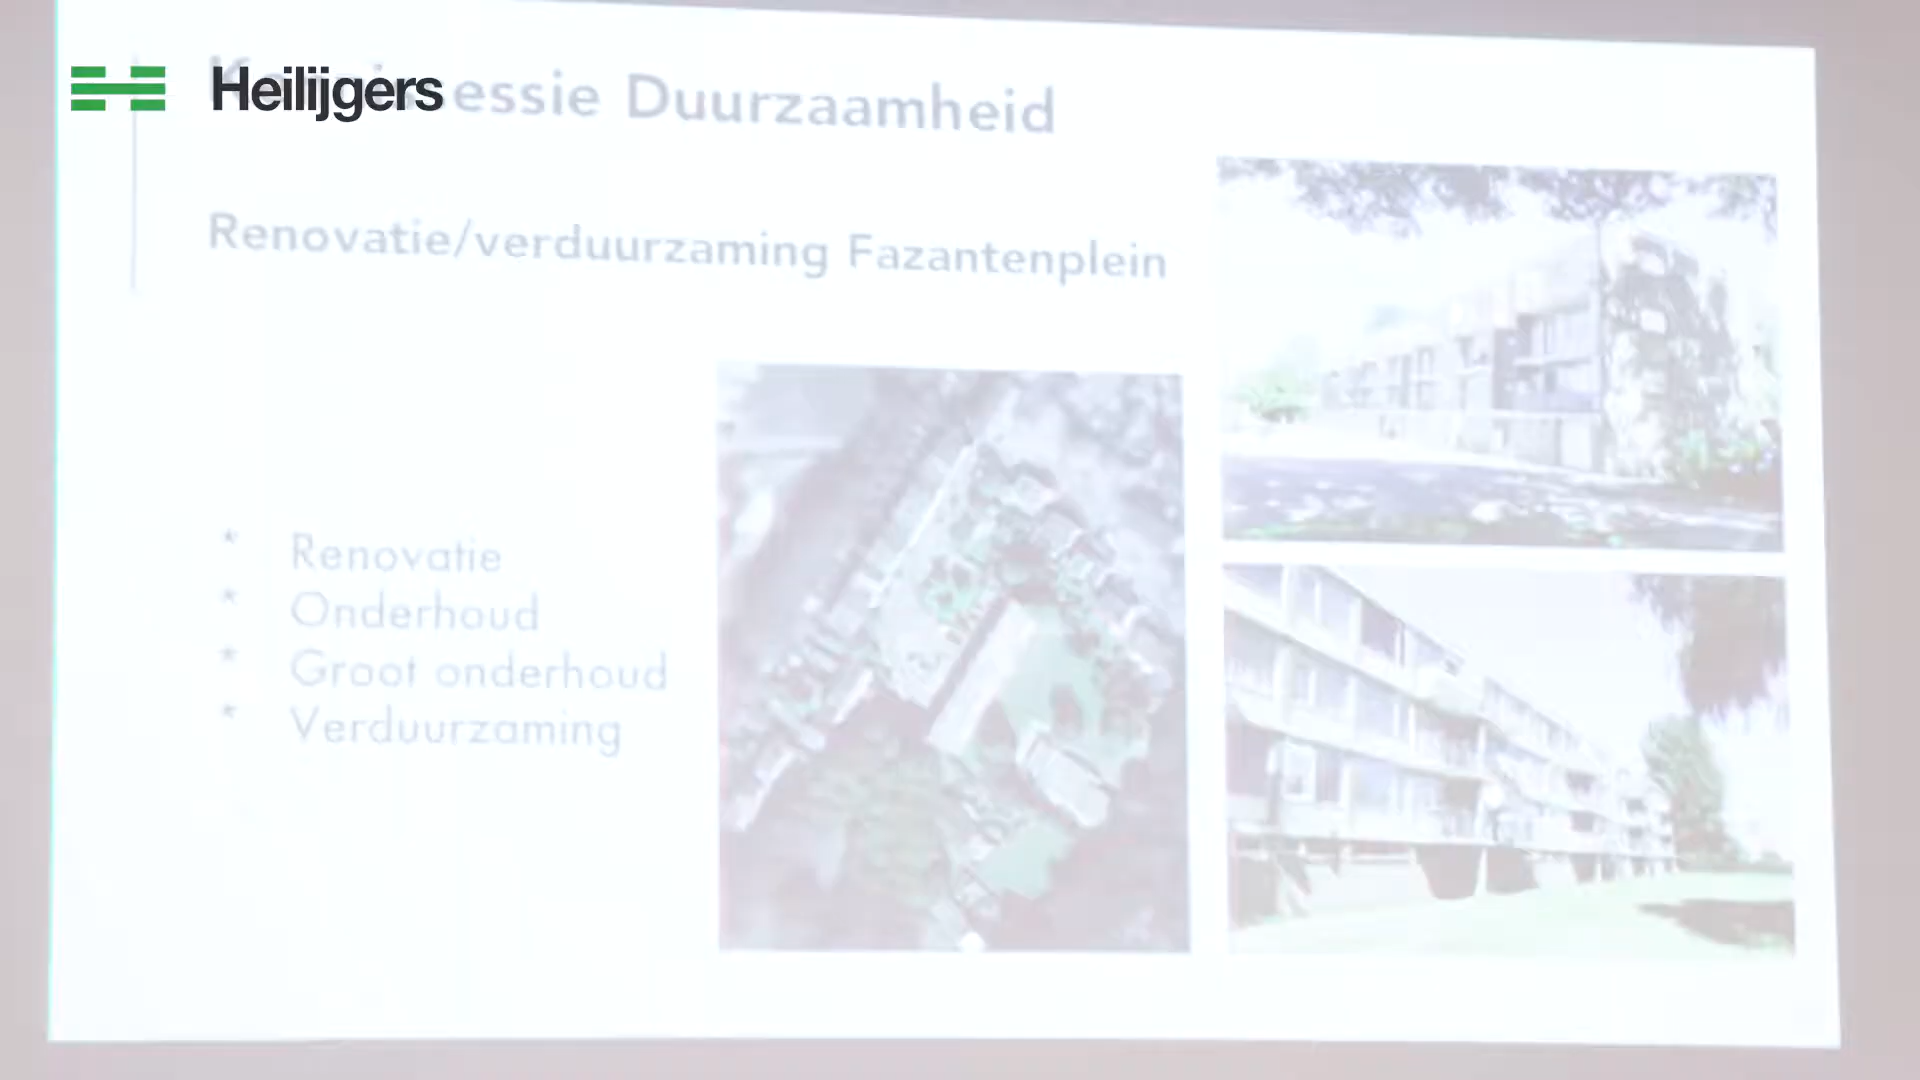 Heilijgers
essie Duurzaamheid
Renovatie/verduurzaming Fazantenplein
* Renovatie
* Onderhoud
* Groot onderhoud
* Verduurzaming